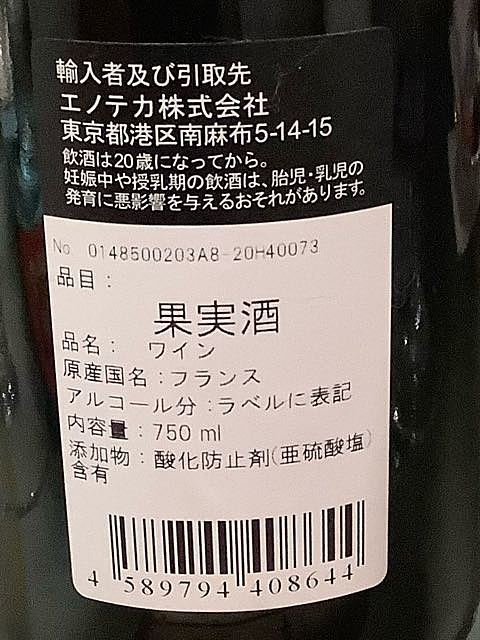 輸入者及び引取先
エノテカ株式会社
東京都港区南麻布5-14-15
飲酒は20歳になってから。
妊娠中や授乳期の飲酒は、胎児・乳児の
発育に悪影響を与えるおそれがあります。
No. 0148500203A8-20H40073
品目：
果実酒
品名： ワイン
原産国名：フランス
アルコール分：ラベルに表記
内容量：750 ml
添加物：酸化防止剤(亜硫酸塩)
含有
4 589794 408644